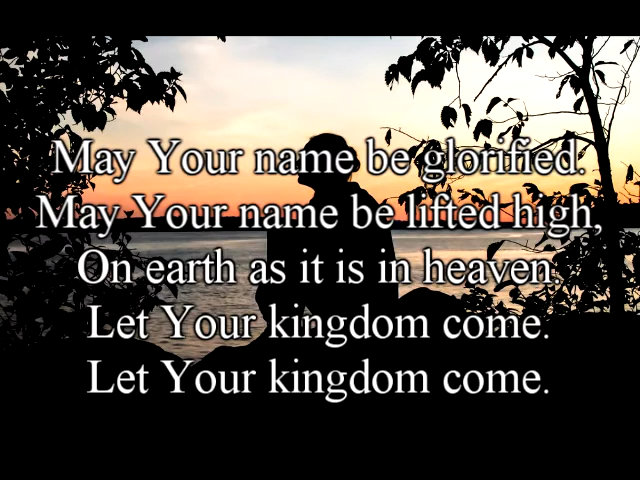 May Your name be glorified.
May Your name be lifted high,
On earth as it is in heaven.
Let Your kingdom come.
Let Your kingdom come.